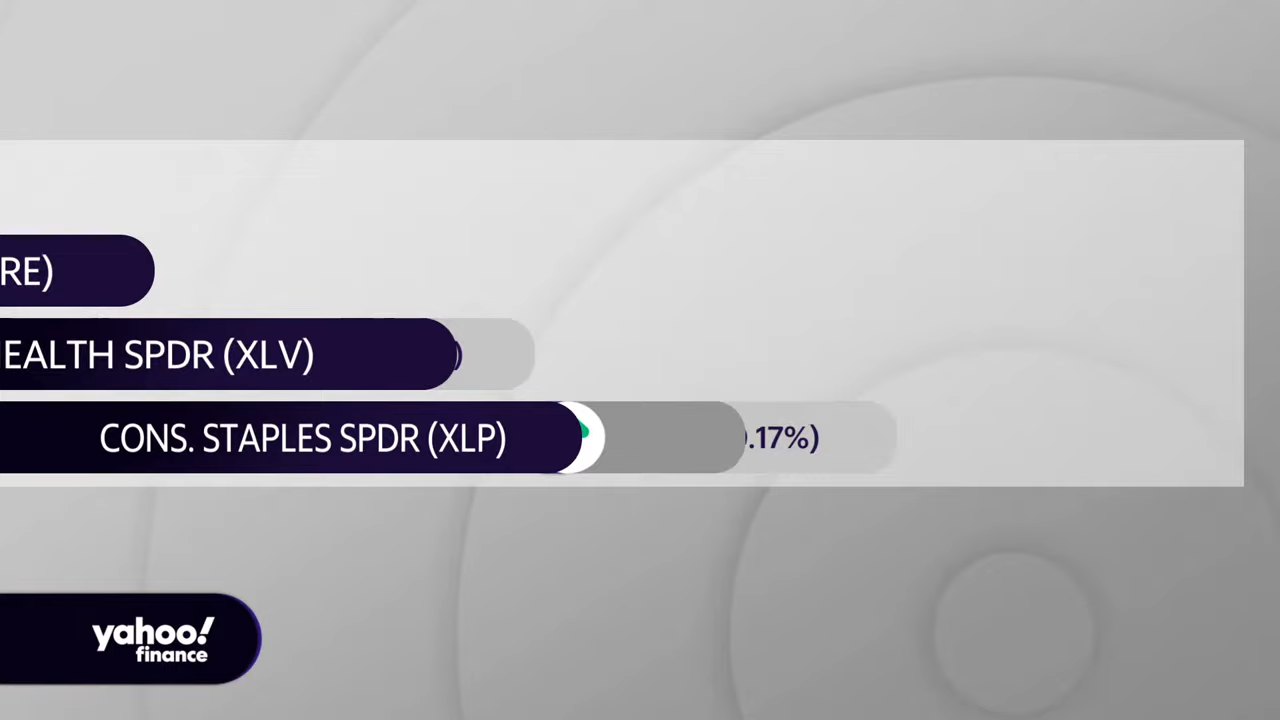 RE)
EALTH SPDR (XLV)
)
CONS. STAPLES SPDR (XLP)
.17%)
yahoo!
finance